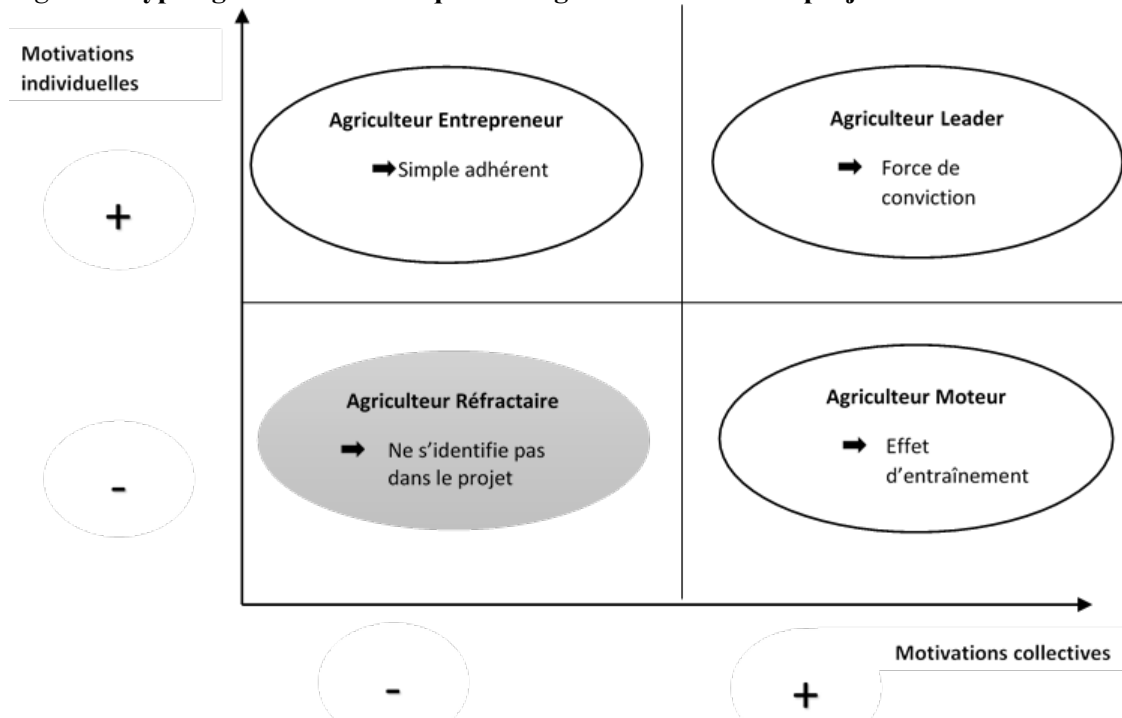 Motivations
individuelles
Agriculteur Entrepreneur
➡Simple adhérent
Agriculteur Leader
➡ Force de
conviction
+
Agriculteur Réfractaire
➡ Ne s’identifie pas
dans le projet
Agriculteur Moteur
➡ Effet
d’entraînement
-
Motivations collectives
-
+